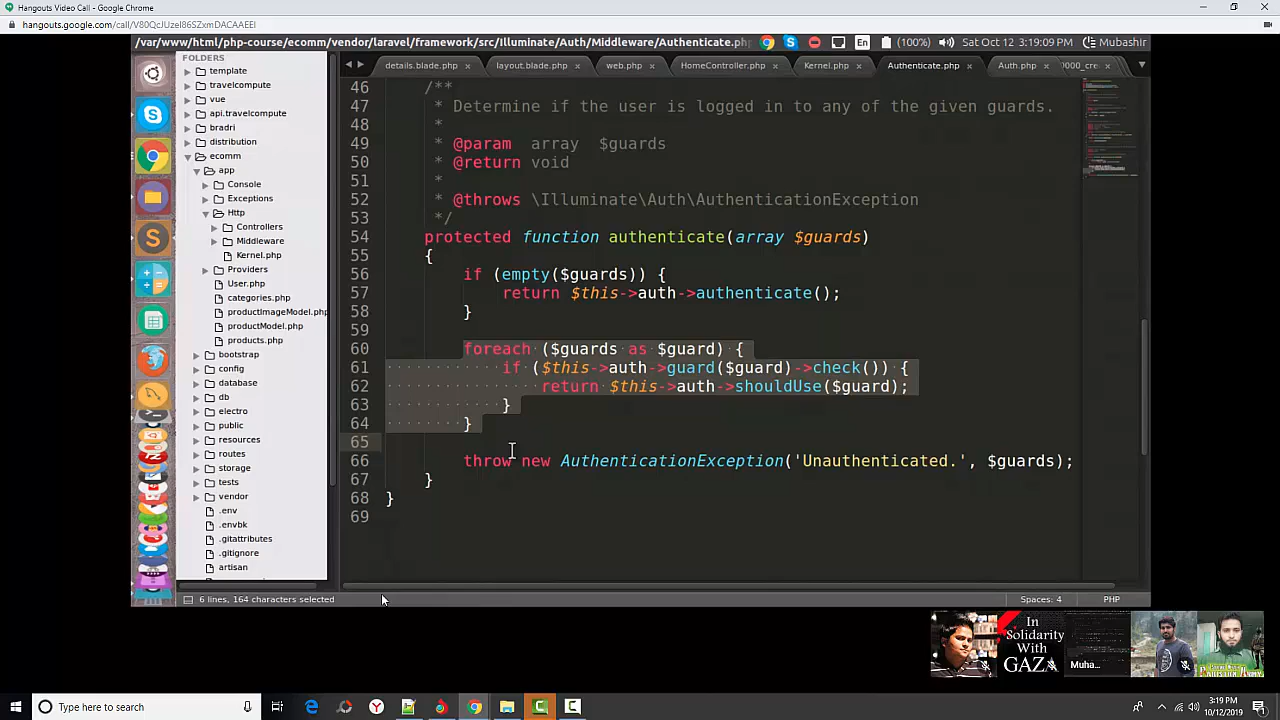 Hangouts Video Call - Google Chrome
hangouts.google.com/call/V80QcJUzel86SZxmDACAAEEI
/var/www/html/php-course/ecomm/vendor/laravel/framework/src/Illuminate/Auth/Middleware/Authenticate.php
En (100%) Sat Oct 12 3:19:09 PM Mubashir
FOLDERS
template
travelcompute
vue
api.travelcompute
bradri
distribution
ecomm
app
Console
Exceptions
Http
Controllers
Middleware
Kernel.php
Providers
User.php
categories.php
productImageModel.php
productModel.php
products.php
bootstrap
config
database
db
electro
public
resources
routes
storage
tests
vendor
.env
.envbk
.gitattributes
.gitignore
artisan
details.blade.php × layout.blade.php × web.php × HomeController.php × Kernel.php × Authenticate.php × Auth.php × 0000_cre ×
46 /**
47 * Determine if the user is logged in to any of the given guards.
48 *
49 * @param array $guards
50 * @return void
51 *
52 * @throws \Illuminate\Auth\AuthenticationException
53 */
54 protected function authenticate(array $guards)
55 {
56 if (empty($guards)) {
57 return $this->auth->authenticate();
58 }
59
60 foreach ($guards as $guard) {
61 if ($this->auth->guard($guard)->check()) {
62 return $this->auth->shouldUse($guard);
63 }
64 }
65
66 throw new AuthenticationException('Unauthenticated.', $guards);
67 }
68 }
69
6 lines, 164 characters selected
Spaces: 4 PHP
In
Solidarity
With
GAZA
Muha...
Type here to search
3:19 PM
10/12/2019